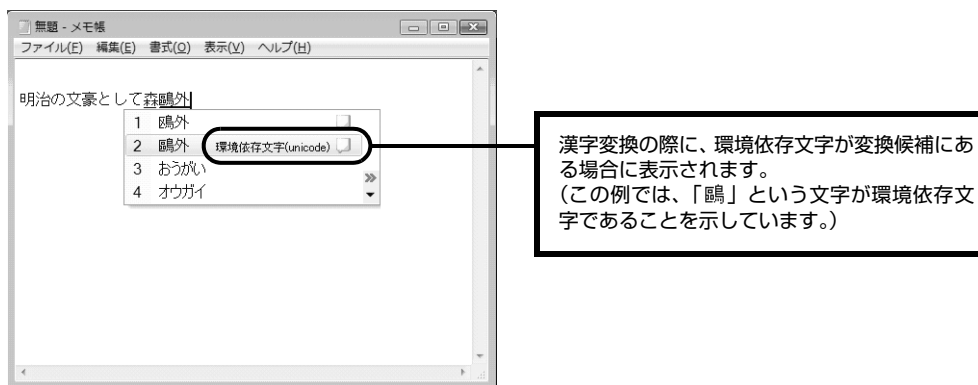 無題 - メモ帳
ファイル(F) 編集(E) 書式(O) 表示(V) ヘルプ(H)
明治の文豪として森鷗外
1 鴎外
2 鷗外 環境依存文字(unicode)
3 おうがい
4 オウガイ
漢字変換の際に、環境依存文字が変換候補にあ
る場合に表示されます。
(この例では、「鷗」という文字が環境依存文
字であることを示しています。)